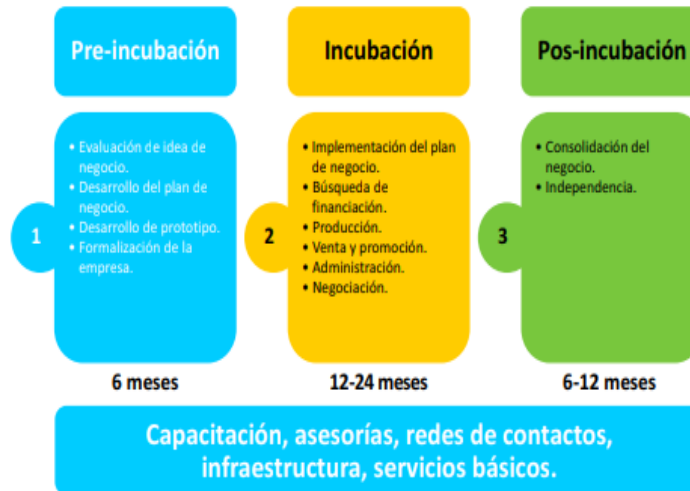 Pre-incubación
• Evaluación de idea de
negocio.
• Desarrollo del plan de
negocio.
• Desarrollo de prototipo.
• Formalización de la
empresa.
1
6 meses
Incubación
• Implementación del plan
de negocio.
• Búsqueda de
financiación.
• Producción.
• Venta y promoción.
• Administración.
• Negociación.
2
12-24 meses
Pos-incubación
• Consolidación del
negocio.
• Independencia.
3
6-12 meses
Capacitación, asesorías, redes de contactos,
infraestructura, servicios básicos.